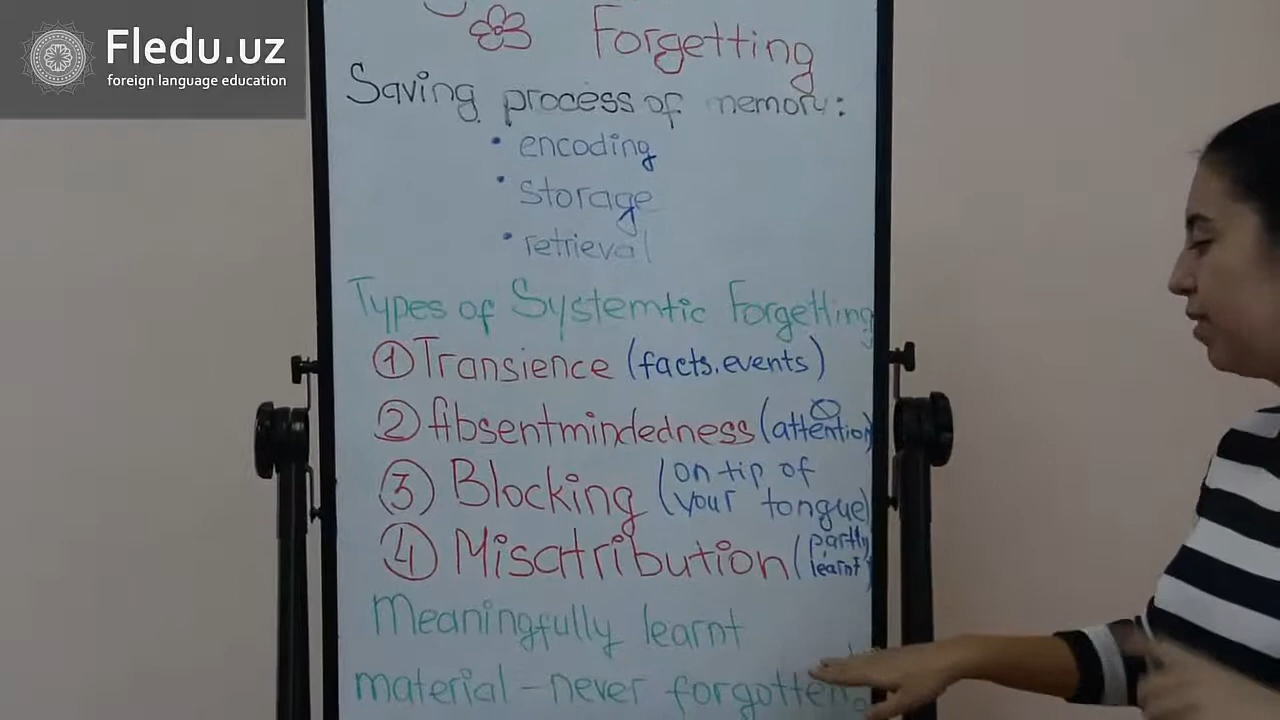 Fledu.uz
foreign language education
Forgetting
Saving process of memory:
• encoding
• storage
• retrieval
Types of Systemtic Forgetting
① Transience (facts.events)
② Absentmindedness (attention)
③ Blocking (on tip of
your tongue)
④ Misatribution (partly
learnt)
Meaningfully learnt
material - never forgotten